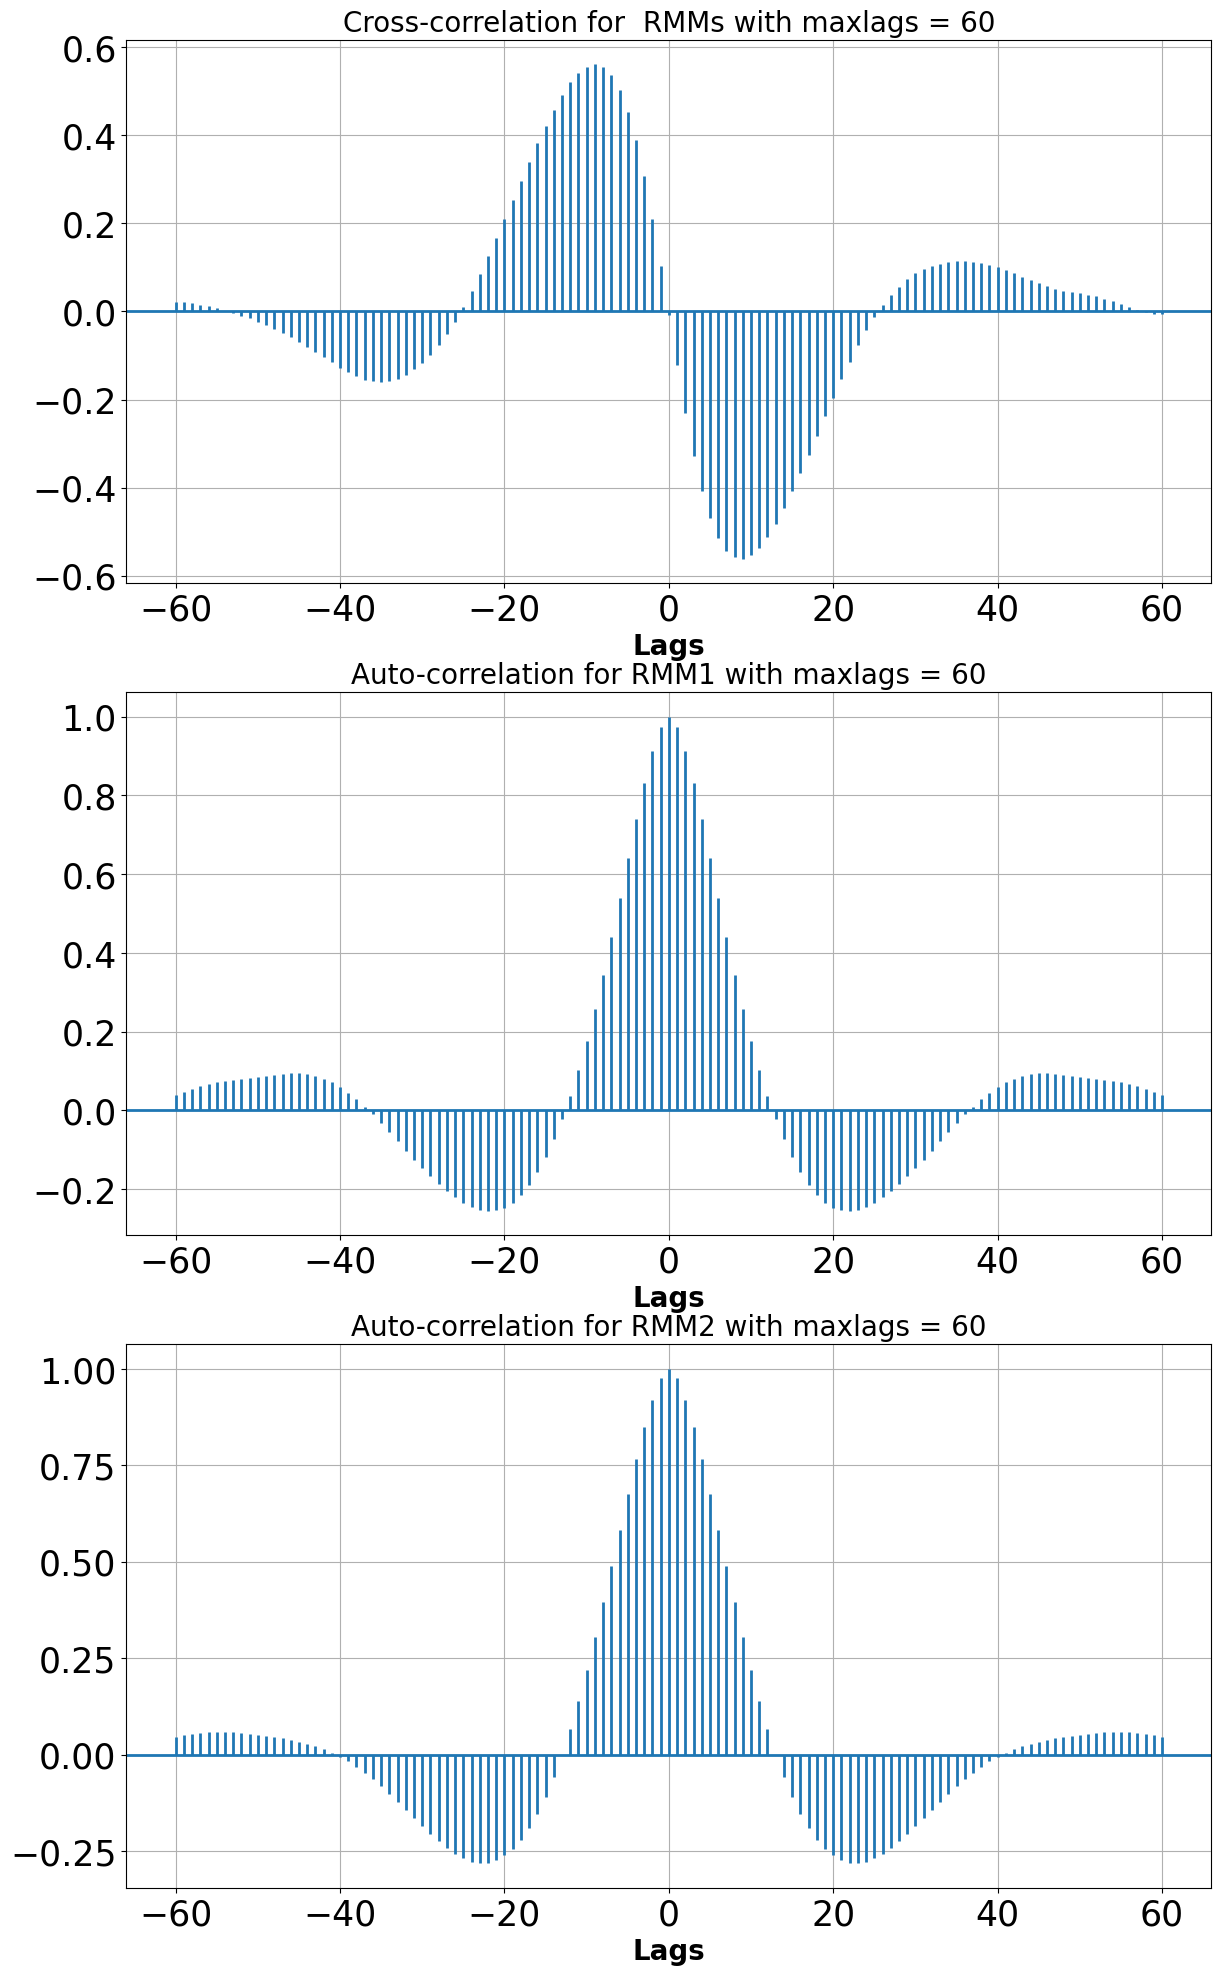 Cross-correlation for  RMMs with maxlags = 60
0.6
0.4
0.2
0.0
−0.2
−0.4
−0.6
−60 −40 −20 0 20 40 60
Lags
Auto-correlation for RMM1 with maxlags = 60
1.0
0.8
0.6
0.4
0.2
0.0
−0.2
−60 −40 −20 0 20 40 60
Lags
Auto-correlation for RMM2 with maxlags = 60
1.00
0.75
0.50
0.25
0.00
−0.25
−60 −40 −20 0 20 40 60
Lags